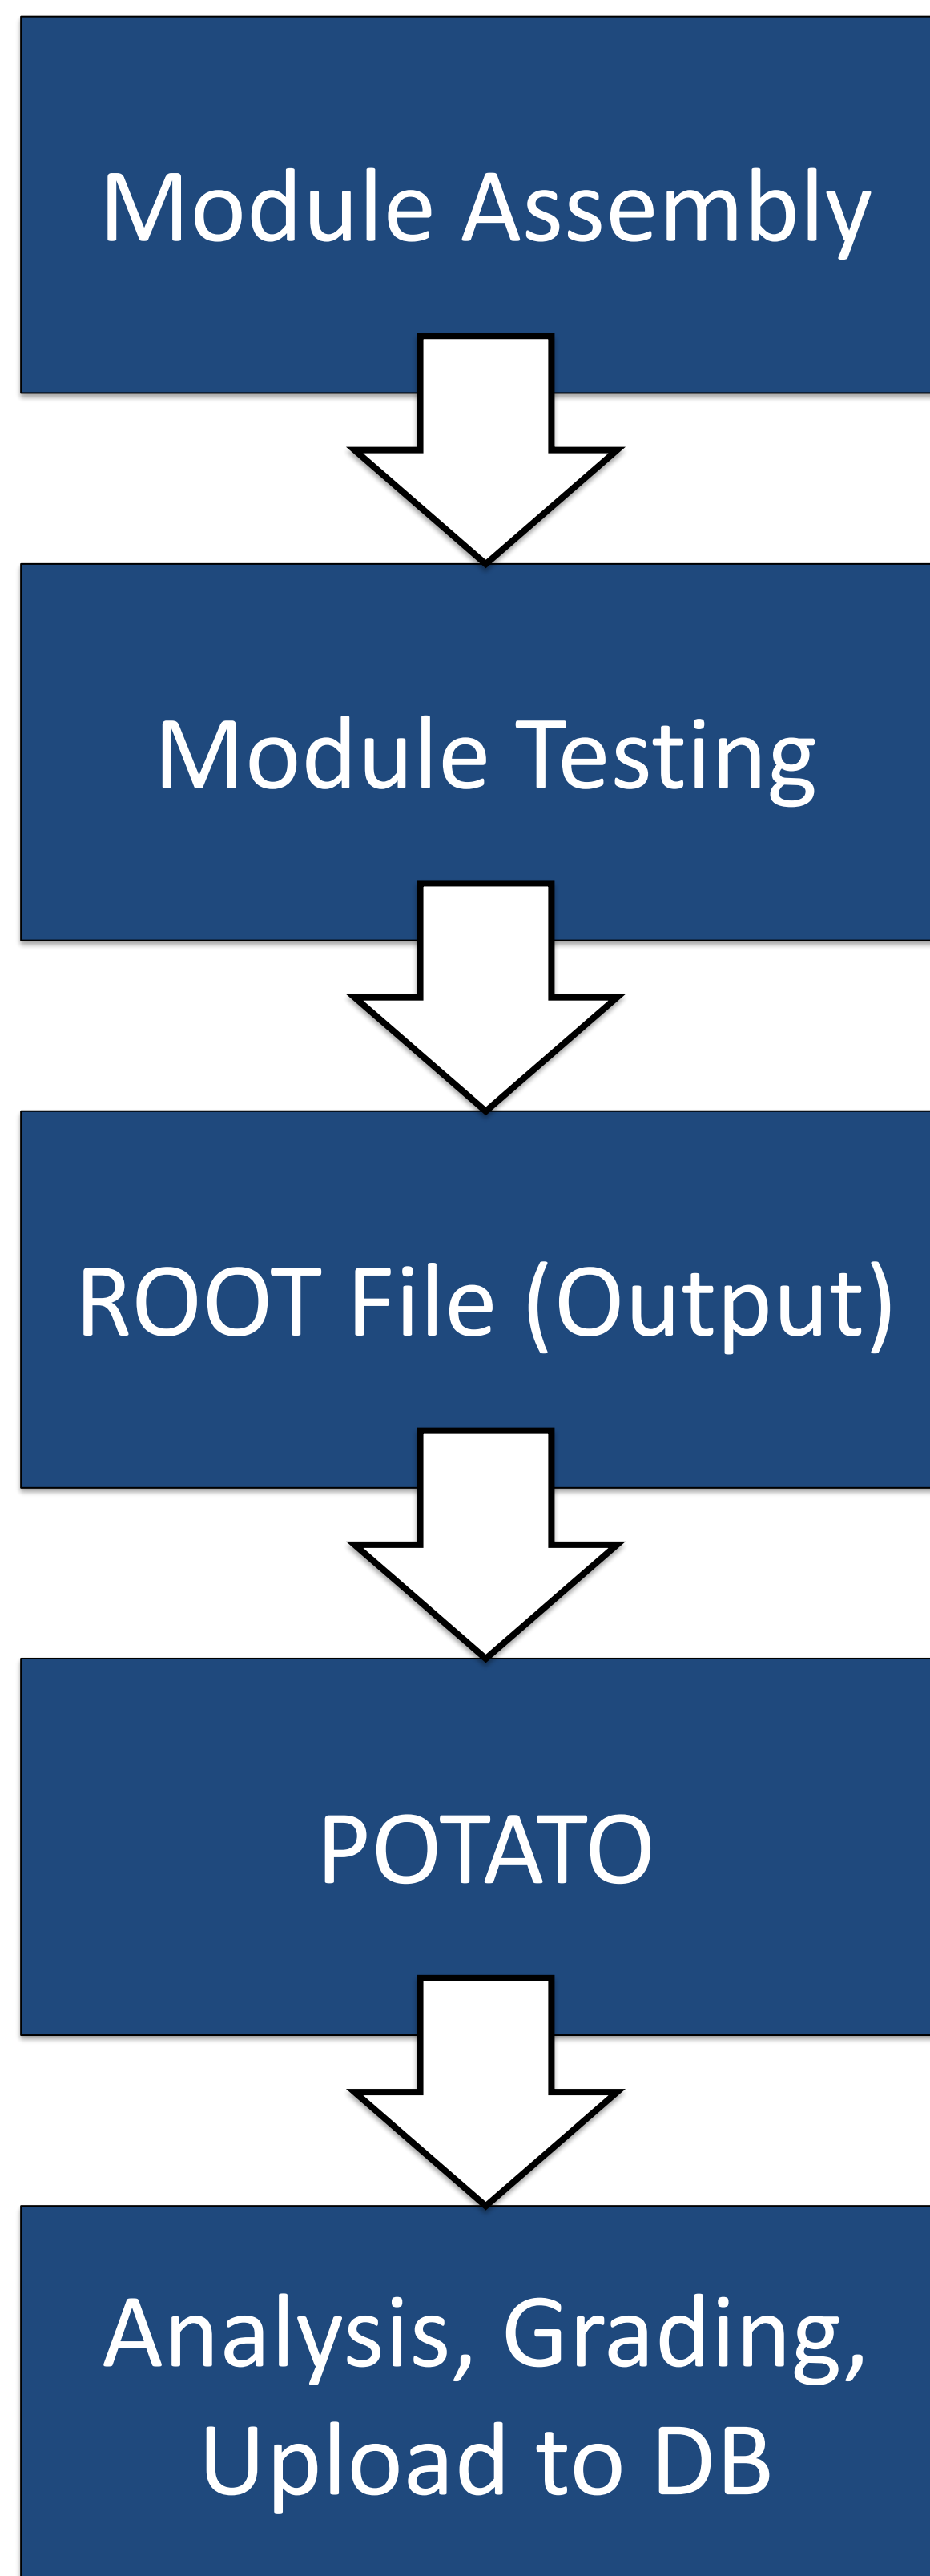 Module Assembly
Module Testing
ROOT File (Output)
POTATO
Analysis, Grading,
Upload to DB